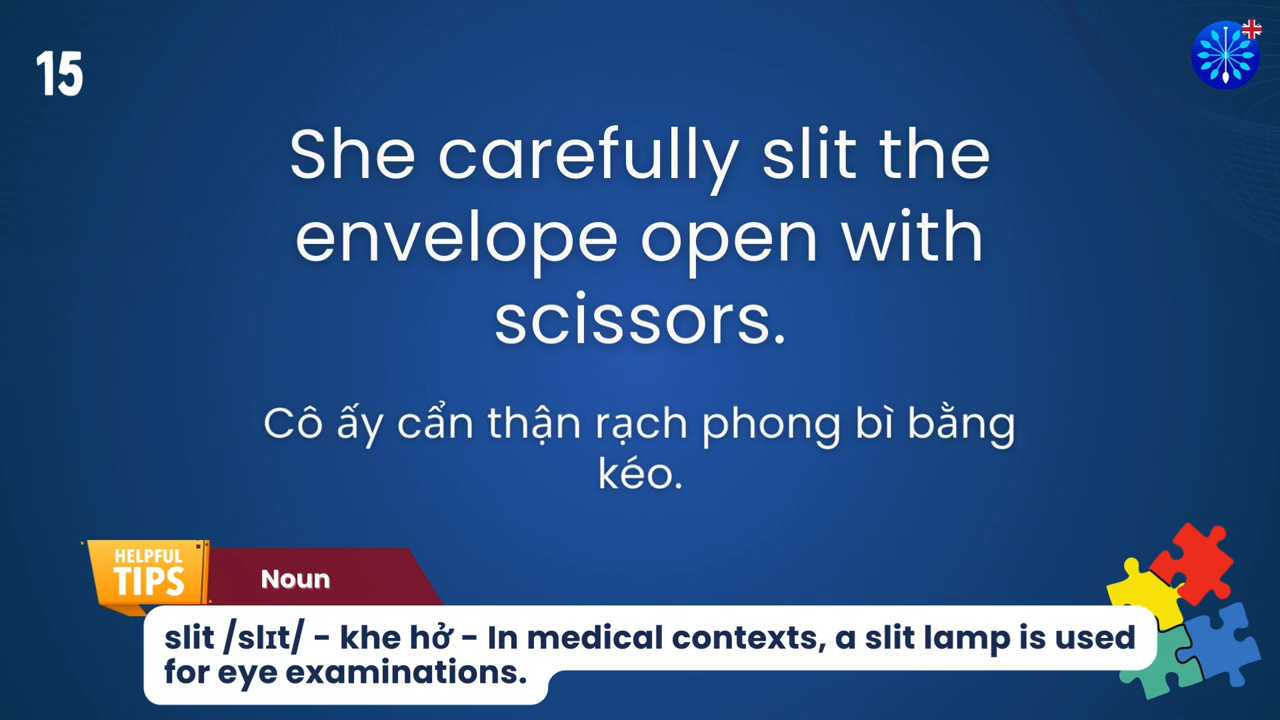 15
She carefully slit the
envelope open with
scissors.
Cô ấy cẩn thận rạch phong bì bằng
kéo.
HELPFUL
TIPS
Noun
slit /slɪt/ - khe hở - In medical contexts, a slit lamp is used
for eye examinations.